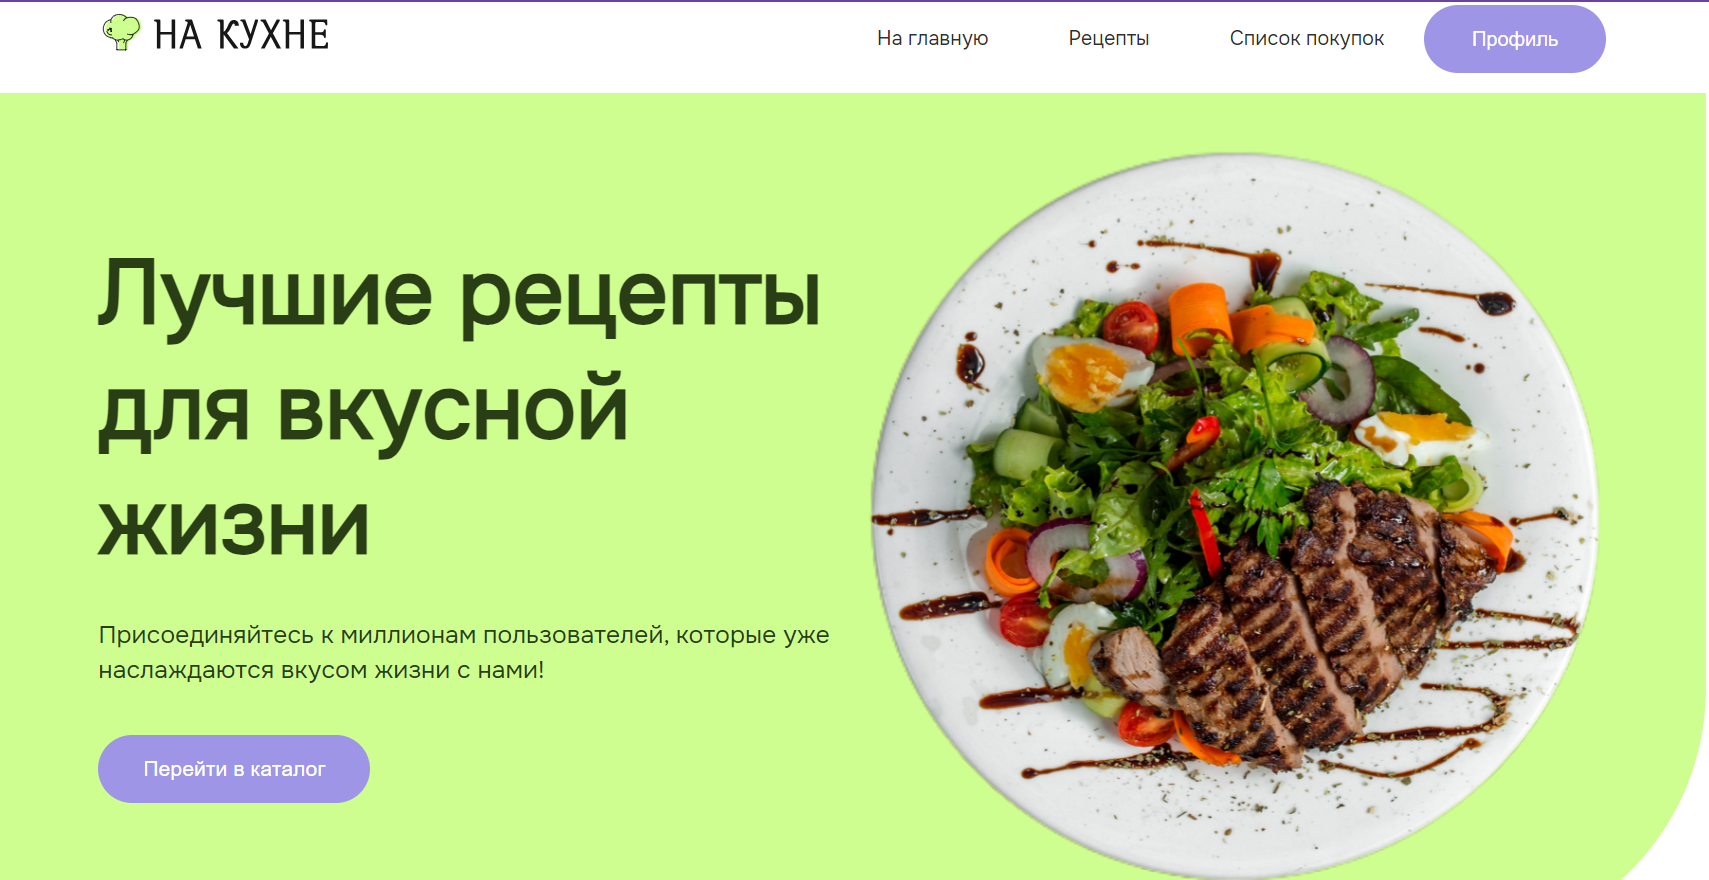 НА КУХНЕ
На главную
Рецепты
Список покупок
Профиль
Лучшие рецепты
для вкусной
жизни
Присоединяйтесь к миллионам пользователей, которые уже
наслаждаются вкусом жизни с нами!
Перейти в каталог